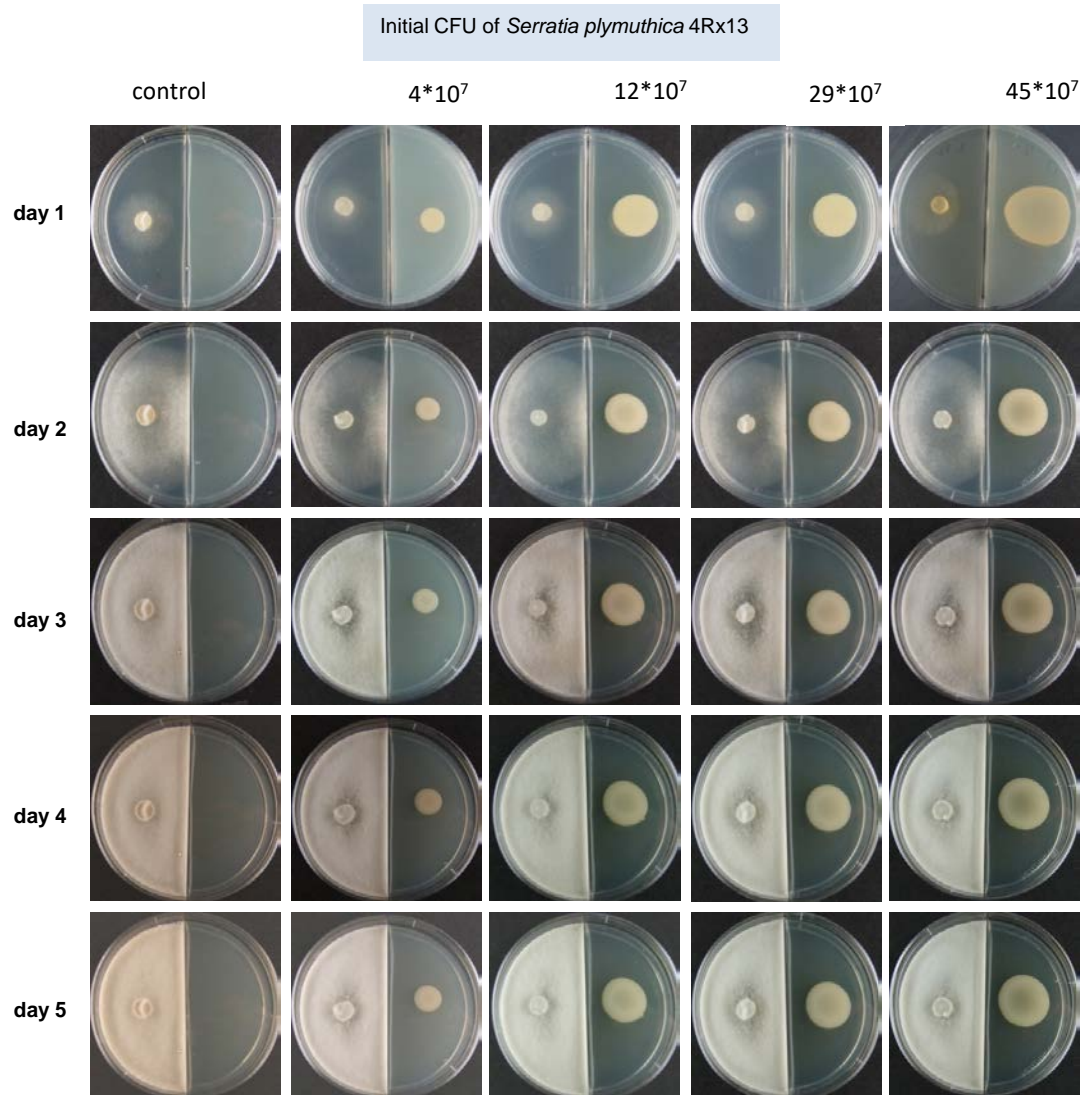 Initial CFU of Serratia plymuthica 4Rx13
control 4*10⁷ 12*10⁷ 29*10⁷ 45*10⁷
day 1
day 2
day 3
day 4
day 5